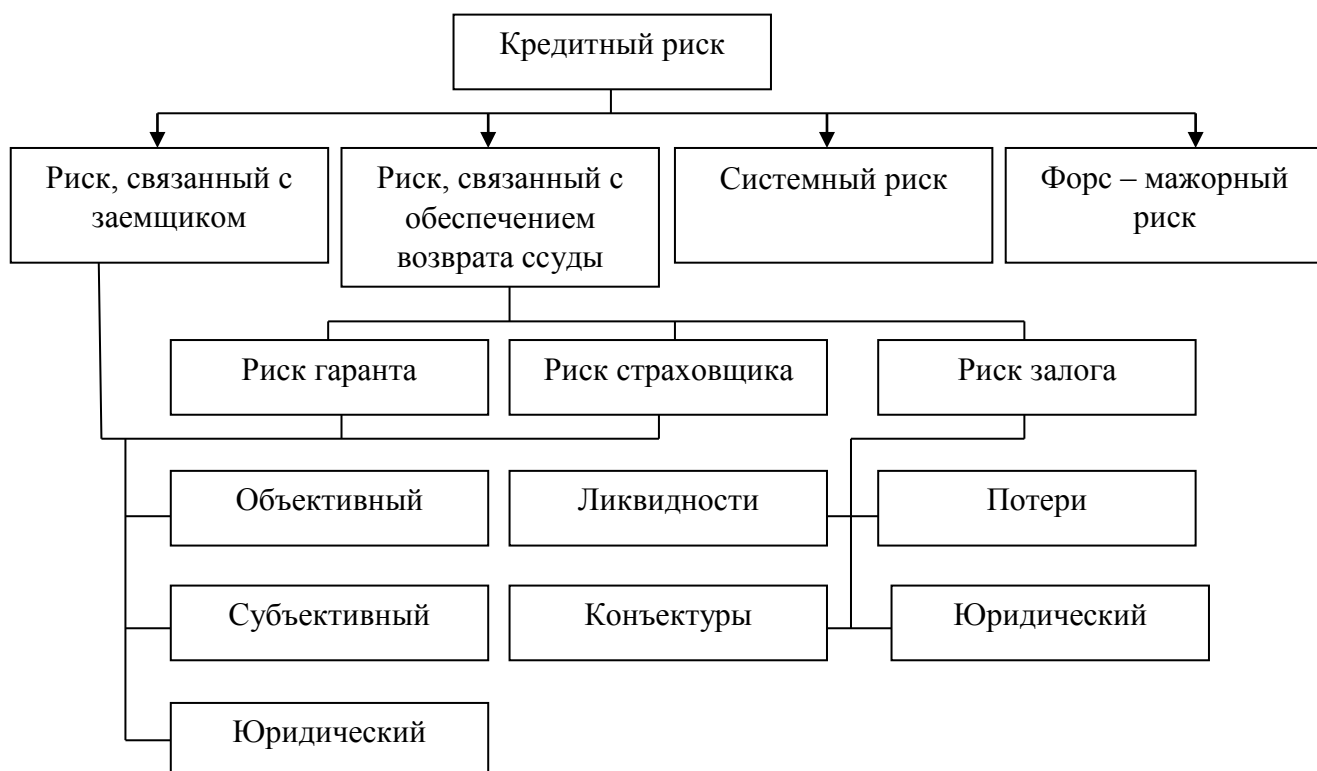 Кредитный риск
Риск, связанный с
заемщиком
Риск, связанный с
обеспечением
возврата ссуды
Системный риск
Форс – мажорный
риск
Риск гаранта
Риск страховщика
Риск залога
Объективный
Ликвидности
Потери
Субъективный
Конъектуры
Юридический
Юридический